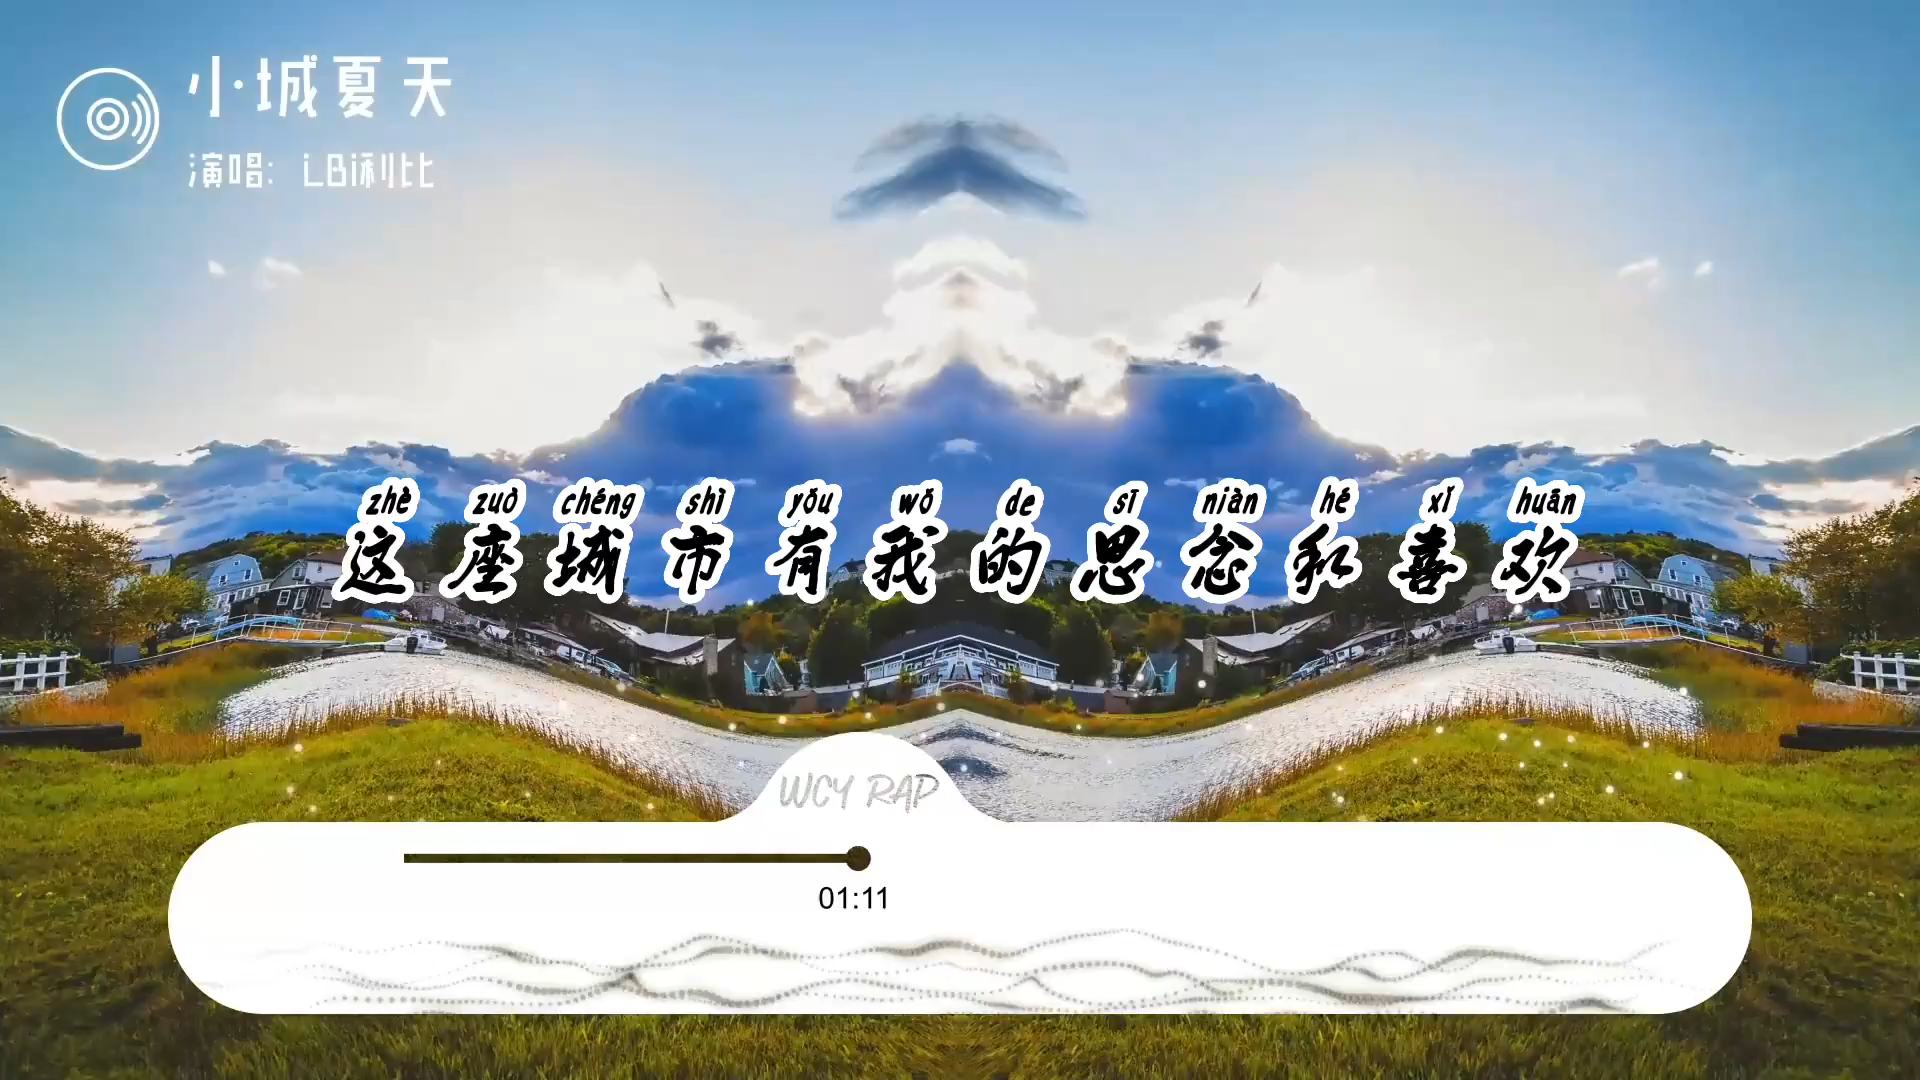 小城夏天
演唱: LBI利比
zhè zuò chéng shì yǒu wǒ de sī niàn hé xǐ huān
这座城市有我的思念和喜欢
WCY RAP
01:11